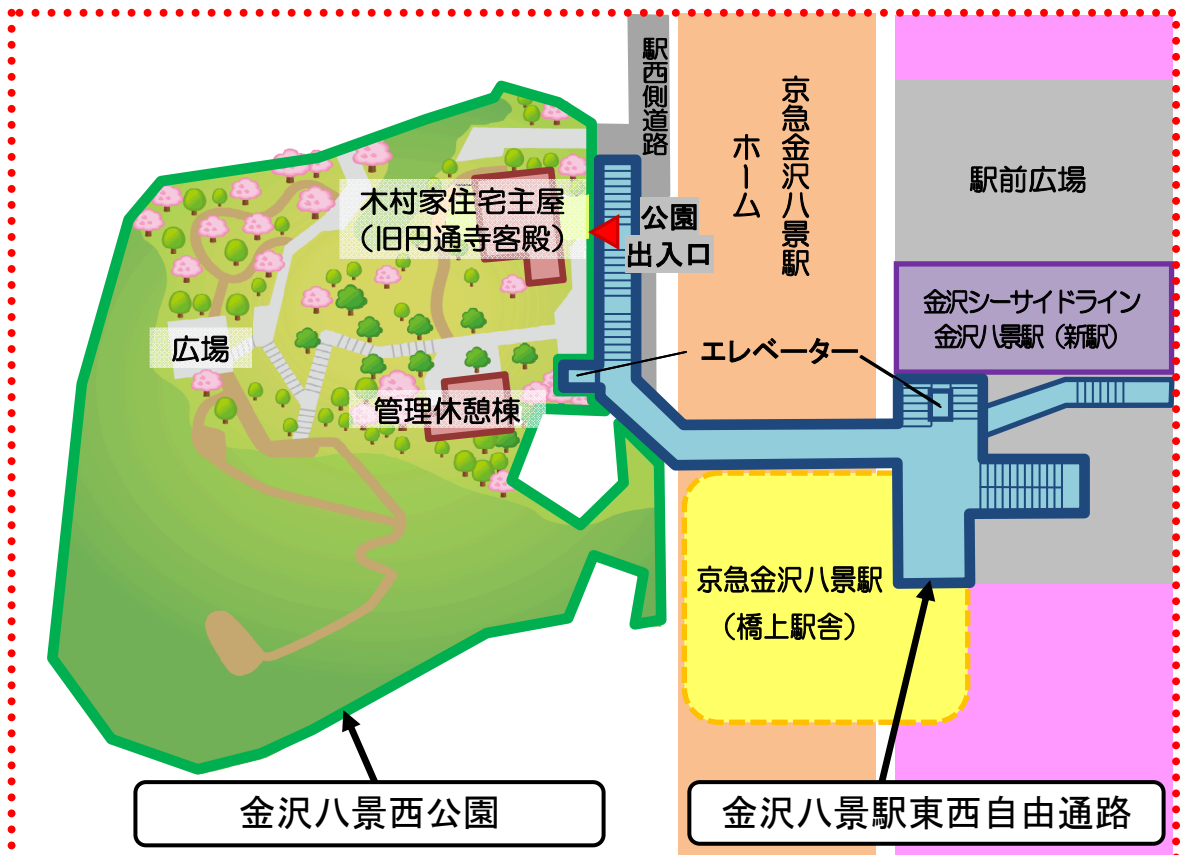 駅西側道路
京急金沢八景駅
ホーム
駅前広場
木村家住宅主屋
（旧円通寺客殿）
公園
出入口
金沢シーサイドライン
金沢八景駅（新駅）
広場
エレベーター
管理休憩棟
京急金沢八景駅
（橋上駅舎）
金沢八景西公園
金沢八景駅東西自由通路